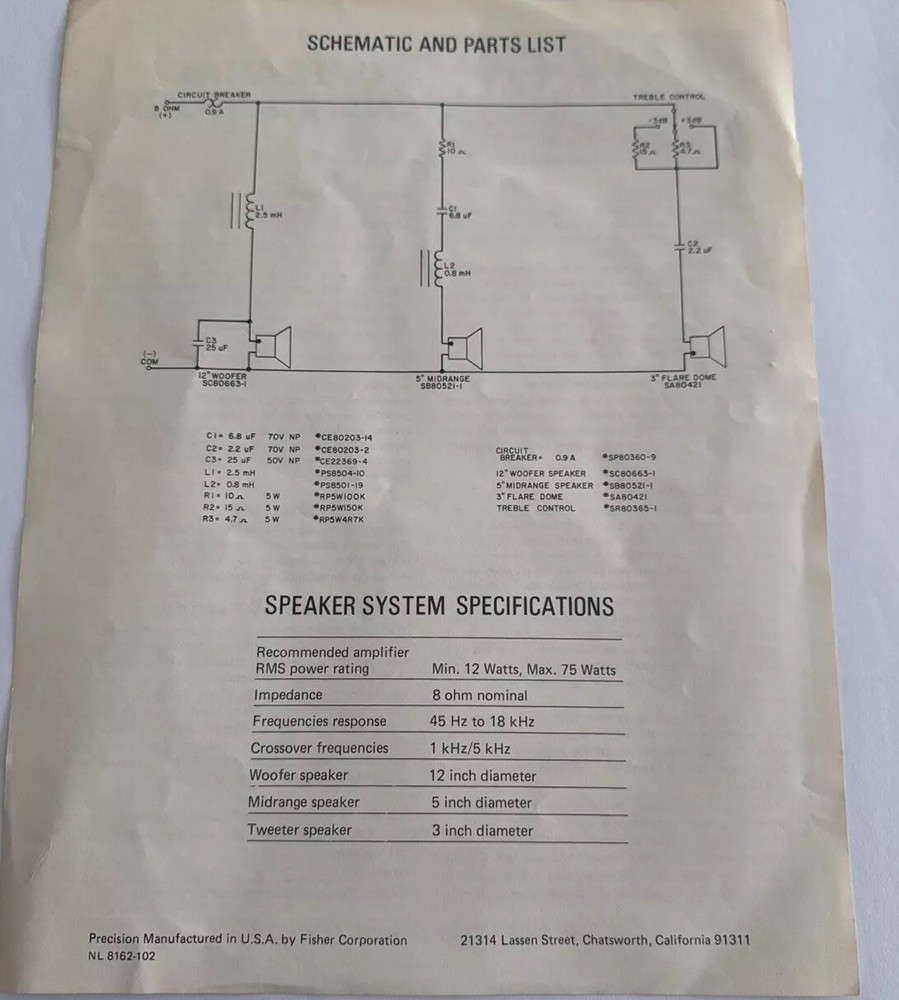 SCHEMATIC AND PARTS LIST
CIRCUIT BREAKER
8 OHM
(+)
0.9 A
TREBLE CONTROL
-3dB +3dB
R1
10 Ω
R2
15 Ω
R3
4.7 Ω
L1
2.5 mH
C1
6.8 uF
C2
2.2 uF
L2
0.8 mH
C3
25 uF
(-)
COM
12" WOOFER
SC80663-1
5" MIDRANGE
SB80521-1
3" FLARE DOME
SA80421
C1= 6.8 uF 70V NP *CE80203-14
C2= 2.2 uF 70V NP *CE80203-2
C3= 25 uF 50V NP *CE22369-4
L1= 2.5 mH *PS8504-10
L2= 0.8 mH *PS8501-19
R1= 10 Ω 5 W *RP5W100K
R2= 15 Ω 5 W *RP5W150K
R3= 4.7 Ω 5 W *RP5W4R7K
CIRCUIT
BREAKER= 0.9 A *SP80360-9
12" WOOFER SPEAKER *SC80663-1
5" MIDRANGE SPEAKER *SB80521-1
3" FLARE DOME *SA80421
TREBLE CONTROL *SR80365-1
SPEAKER SYSTEM SPECIFICATIONS
Recommended amplifier
RMS power rating Min. 12 Watts, Max. 75 Watts
Impedance 8 ohm nominal
Frequencies response 45 Hz to 18 kHz
Crossover frequencies 1 kHz/5 kHz
Woofer speaker 12 inch diameter
Midrange speaker 5 inch diameter
Tweeter speaker 3 inch diameter
Precision Manufactured in U.S.A. by Fisher Corporation 21314 Lassen Street, Chatsworth, California 91311
NL 8162-102